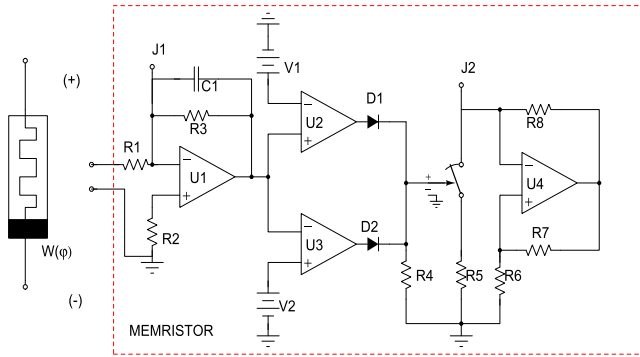 J1
C1
V1
J2
(+)
D1
R3
U2
R8
R1
U1
U4
+
-
W(φ)
R2
D2
U3
R7
(-)
V2
R4
R5
R6
MEMRISTOR